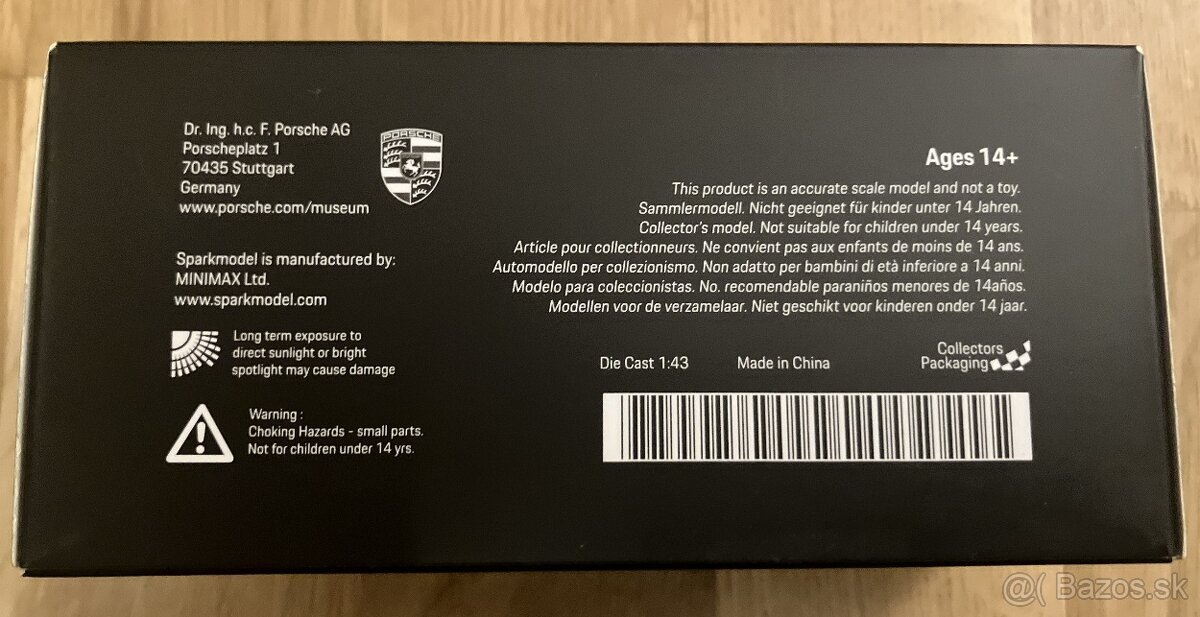 Dr. Ing. h.c. F. Porsche AG
Porscheplatz 1
70435 Stuttgart
Germany
www.porsche.com/museum
PORSCHE
Sparkmodel is manufactured by:
MINIMAX Ltd.
www.sparkmodel.com
Long term exposure to
direct sunlight or bright
spotlight may cause damage
Warning :
Choking Hazards - small parts.
Not for children under 14 yrs.
Ages 14+
This product is an accurate scale model and not a toy.
Sammlermodell. Nicht geeignet für kinder unter 14 Jahren.
Collector's model. Not suitable for children under 14 years.
Article pour collectionneurs. Ne convient pas aux enfants de moins de 14 ans.
Automodello per collezionismo. Non adatto per bambini di età inferiore a 14 anni.
Modelo para coleccionistas. No. recomendable paraniños menores de 14años.
Modellen voor de verzamelaar. Niet geschikt voor kinderen onder 14 jaar.
Die Cast 1:43
Made in China
Collectors
Packaging
@( Bazos.sk